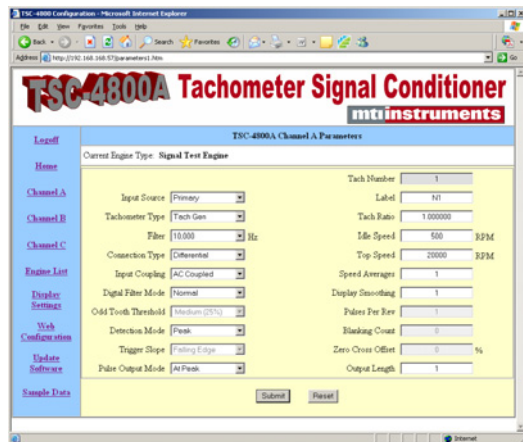 TSC-4800 Configuration - Microsoft Internet Explorer
File Edit View Favorites Tools Help
Back Search Favorites
Address http://192.168.168.57/parameters1.htm Go
TSC-4800A Tachometer Signal Conditioner
mti instruments
TSC-4800A Channel A Parameters
Current Engine Type: Signal Test Engine
Logoff
Home
Channel A
Channel B
Channel C
Engine List
Display Settings
Web Configuration
Update Software
Sample Data
Tach Number 1
Input Source Primary Label N1
Tachometer Type Tach Gen Tach Ratio 1.000000
Filter 10,000 Hz Idle Speed 500 RPM
Connection Type Differential Top Speed 20000 RPM
Input Coupling AC Coupled Speed Averages 1
Digital Filter Mode Normal Display Smoothing 1
Odd Tooth Threshold Medium (25%) Pulses Per Rev 1
Detection Mode Peak Blanking Count 0
Trigger Slope Falling Edge Zero Cross Offset 0 %
Pulse Output Mode At Peak Output Length 1
Submit Reset
Internet